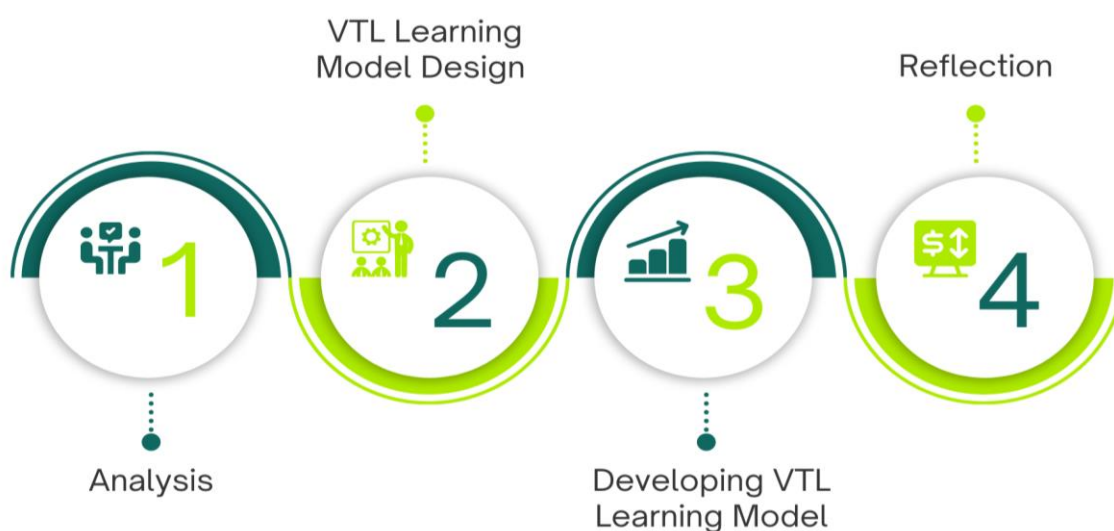 VTL Learning
Model Design
Reflection
1
2
3
$
4
Analysis
Developing VTL
Learning Model